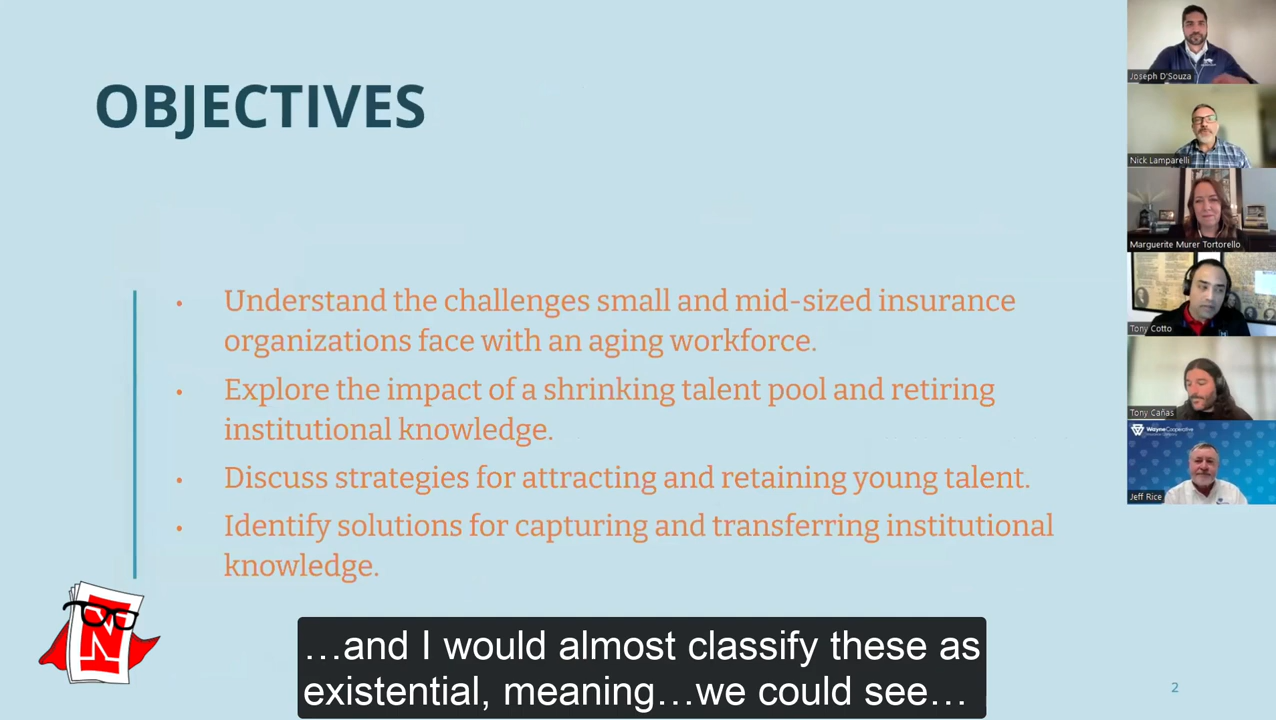 OBJECTIVES
• Understand the challenges small and mid-sized insurance
organizations face with an aging workforce.
• Explore the impact of a shrinking talent pool and retiring
institutional knowledge.
• Discuss strategies for attracting and retaining young talent.
• Identify solutions for capturing and transferring institutional
knowledge.
N
…and I would almost classify these as
existential, meaning…we could see…
2
Joseph D'Souza
Nick Lamparelli
Marguerite Murer Tortorello
Tony Cotto
Tony Cañas
Wayne Cooperative
Jeff Rice